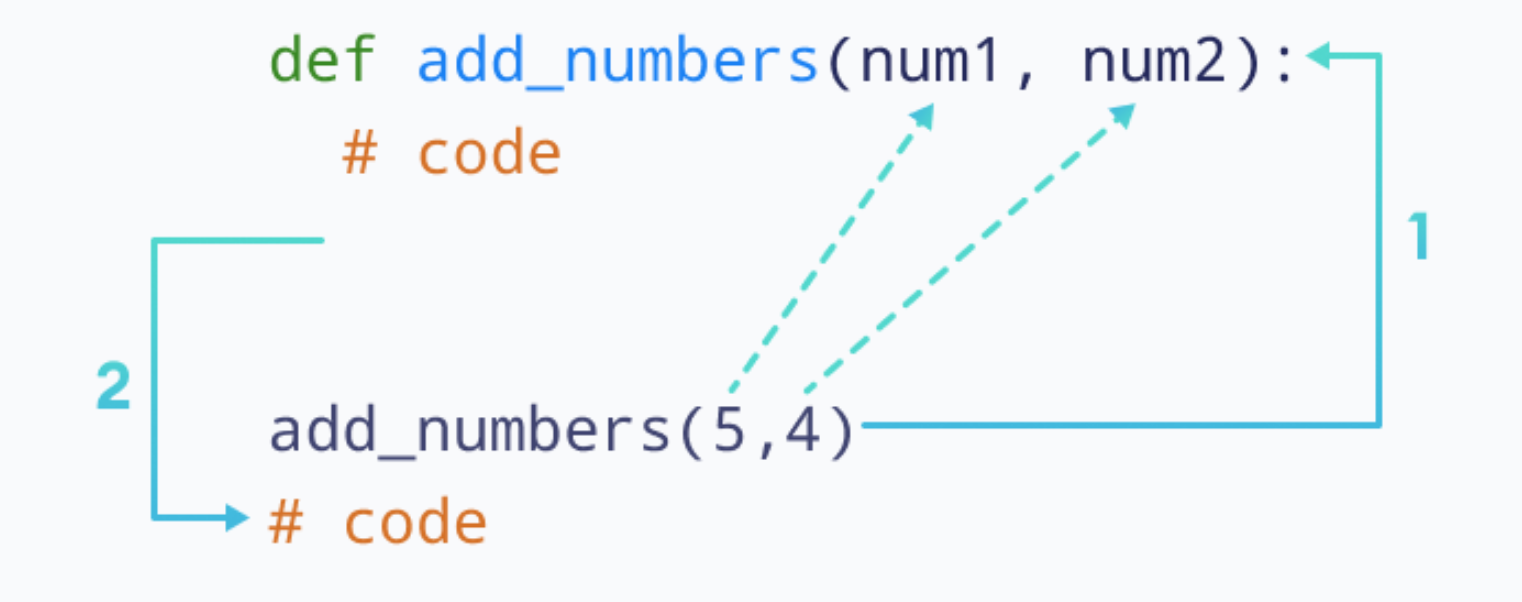 def add_numbers(num1, num2):
# code
1
2
add_numbers(5,4)
# code